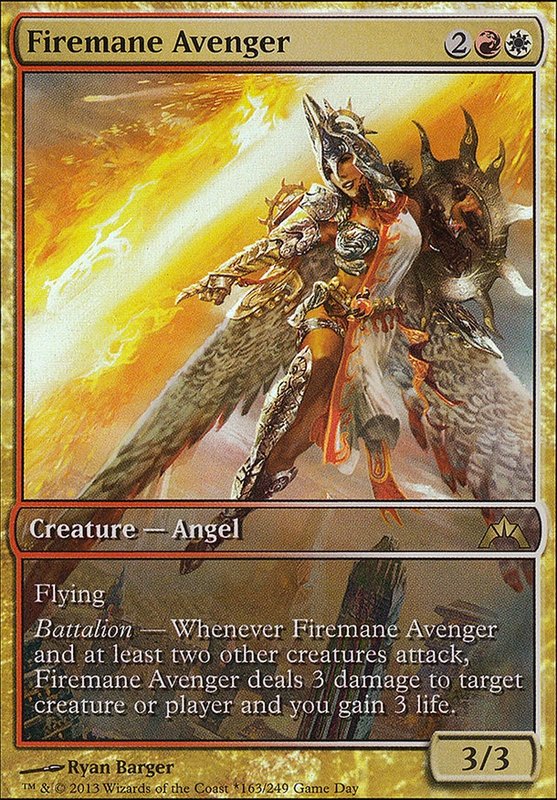 Firemane Avenger 2
Creature — Angel
Flying
Battalion — Whenever Firemane Avenger
and at least two other creatures attack,
Firemane Avenger deals 3 damage to target
creature or player and you gain 3 life.
3/3
Ryan Barger
™ & © 2013 Wizards of the Coast *163/249 Game Day